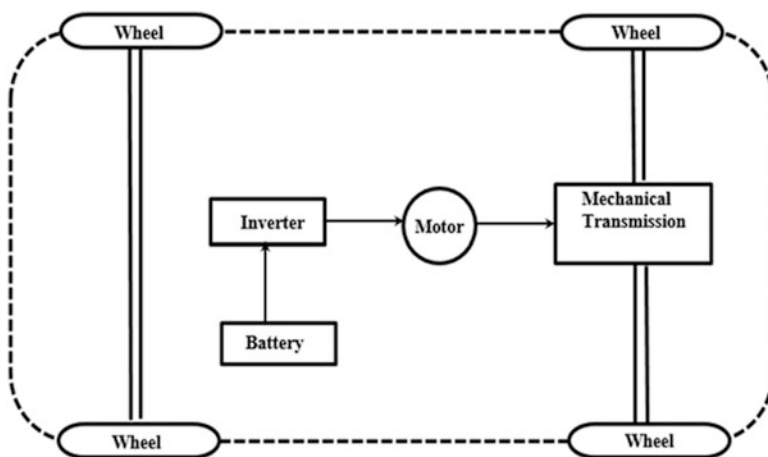 Wheel
Wheel
Mechanical
Transmission
Inverter
Motor
Battery
Wheel
Wheel